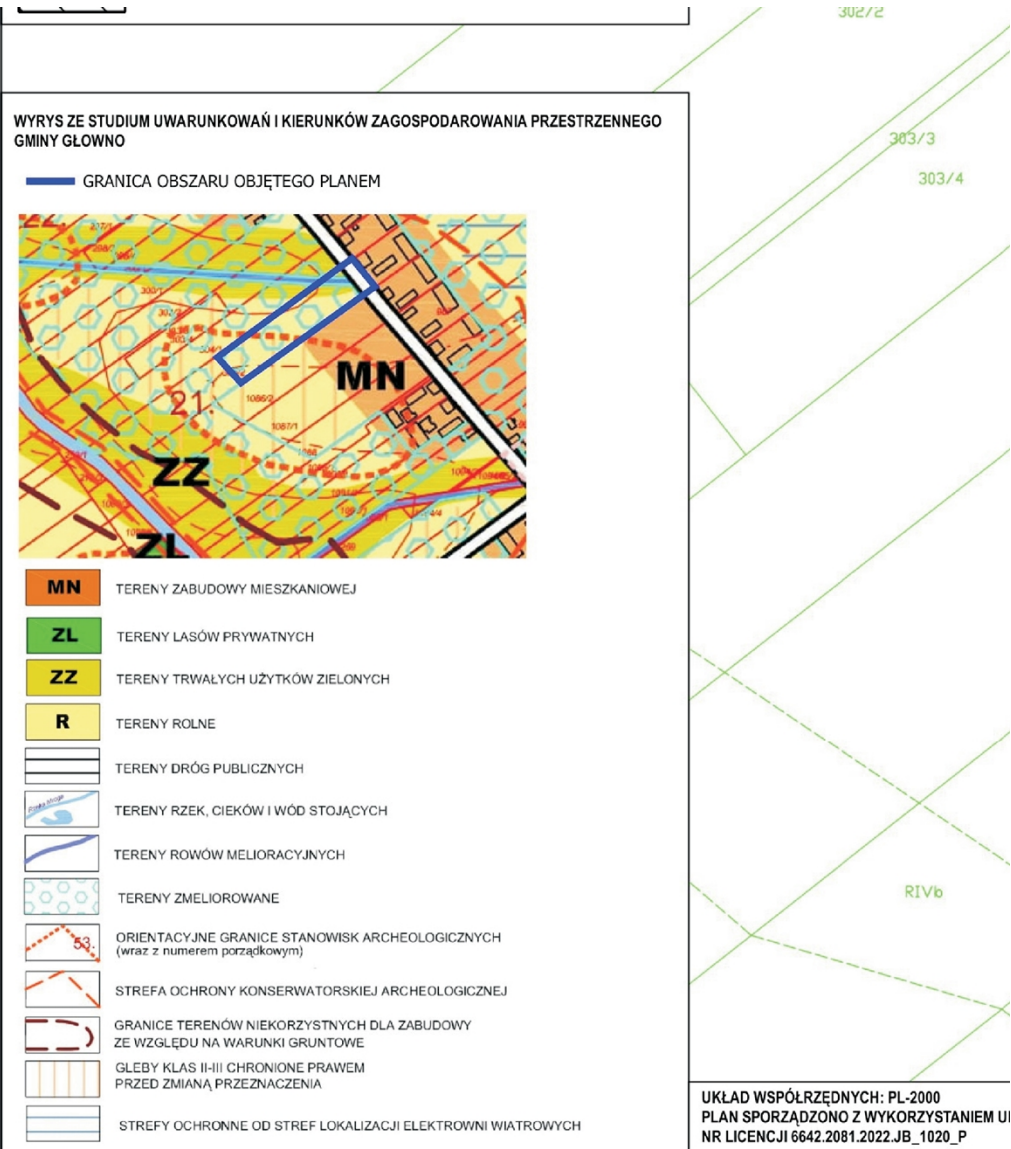 302/2
WYRYS ZE STUDIUM UWARUNKOWAŃ I KIERUNKÓW ZAGOSPODAROWANIA PRZESTRZENNEGO
GMINY GŁOWNO
303/3
303/4
GRANICA OBSZARU OBJĘTEGO PLANEM
MN
21.
1086/2
1087/1
ZZ
ZL
MN TERENY ZABUDOWY MIESZKANIOWEJ
ZL TERENY LASÓW PRYWATNYCH
ZZ TERENY TRWAŁYCH UŻYTKÓW ZIELONYCH
R TERENY ROLNE
TERENY DRÓG PUBLICZNYCH
TERENY RZEK, CIEKÓW I WÓD STOJĄCYCH
TERENY ROWÓW MELIORACYJNYCH
TERENY ZMELIOROWANE
RIVb
53. ORIENTACYJNE GRANICE STANOWISK ARCHEOLOGICZNYCH
(wraz z numerem porządkowym)
STREFA OCHRONY KONSERWATORSKIEJ ARCHEOLOGICZNEJ
GRANICE TERENÓW NIEKORZYSTNYCH DLA ZABUDOWY
ZE WZGLĘDU NA WARUNKI GRUNTOWE
GLEBY KLAS II-III CHRONIONE PRAWEM
PRZED ZMIANĄ PRZEZNACZENIA
STREFY OCHRONNE OD STREF LOKALIZACJI ELEKTROWNI WIATROWYCH
UKŁAD WSPÓŁRZĘDNYCH: PL-2000
PLAN SPORZĄDZONO Z WYKORZYSTANIEM
NR LICENCJI 6642.2081.2022.JB_1020_P